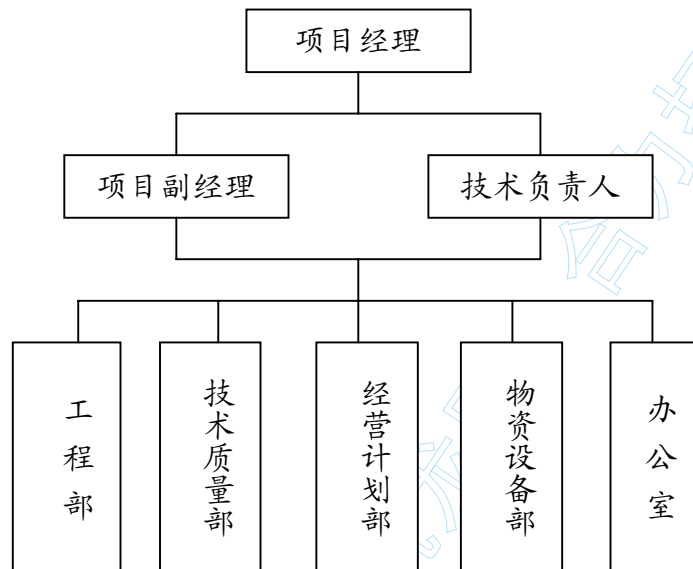 项目经理
项目副经理
技术负责人
工程部
技术质量部
经营计划部
物资设备部
办公室